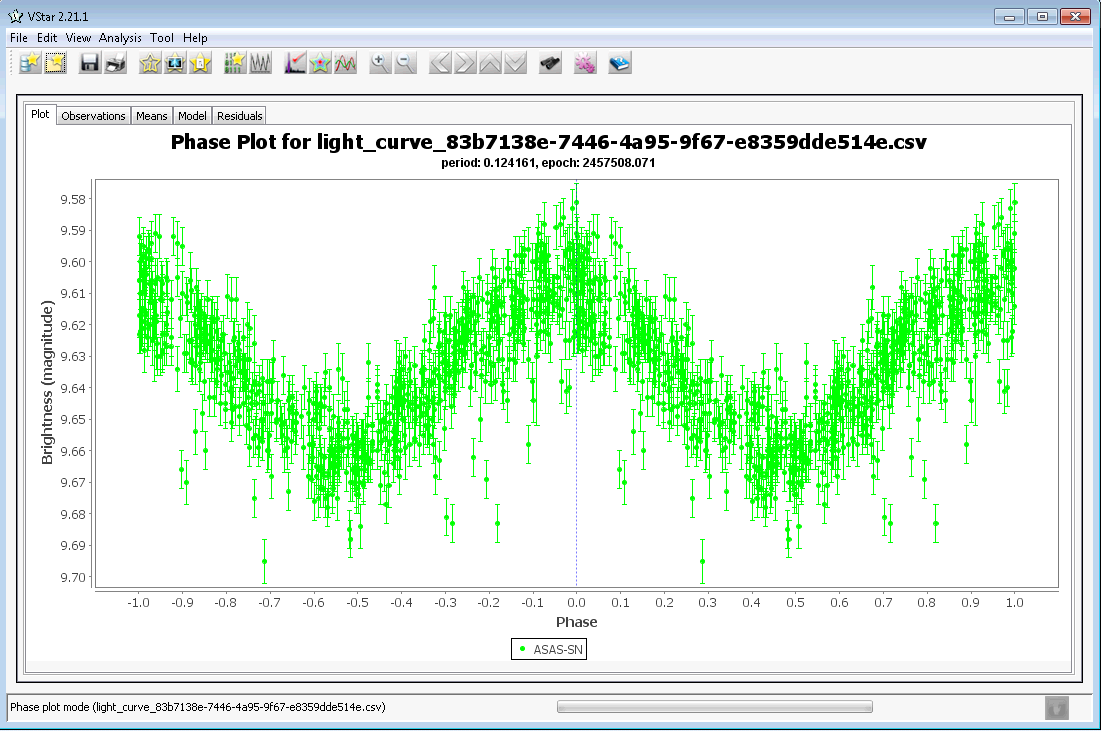 VStar 2.21.1
File Edit View Analysis Tool Help
Plot Observations Means Model Residuals
Phase Plot for light_curve_83b7138e-7446-4a95-9f67-e8359dde514e.csv
period: 0.124161, epoch: 2457508.071
Brightness (magnitude)
9.58
9.59
9.60
9.61
9.62
9.63
9.64
9.65
9.66
9.67
9.68
9.69
9.70
-1.0 -0.9 -0.8 -0.7 -0.6 -0.5 -0.4 -0.3 -0.2 -0.1 0.0 0.1 0.2 0.3 0.4 0.5 0.6 0.7 0.8 0.9 1.0
Phase
ASAS-SN
Phase plot mode (light_curve_83b7138e-7446-4a95-9f67-e8359dde514e.csv)